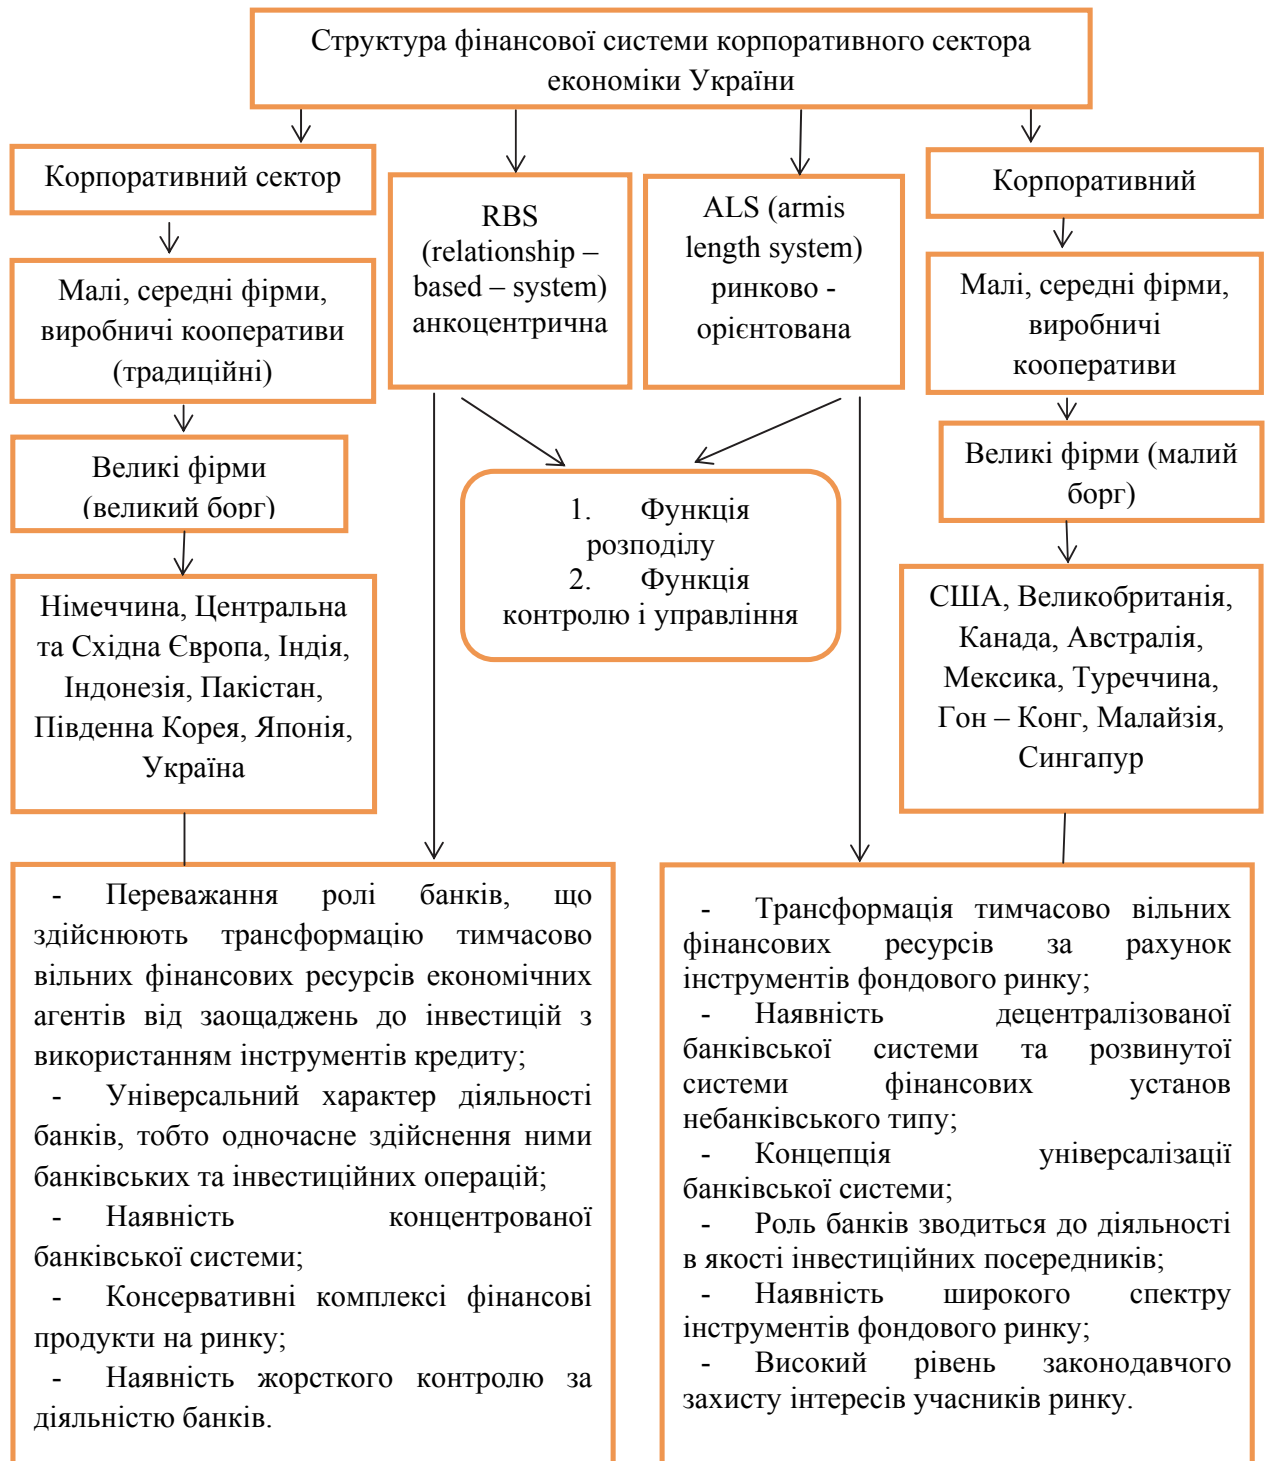 Структура фінансової системи корпоративного сектора
економіки України
Корпоративний сектор
RBS
(relationship –
based – system)
анкоцентрична
ALS (armis
length system)
ринково -
орієнтована
Корпоративний
Малі, середні фірми,
виробничі кооперативи
(традиційні)
Малі, середні фірми,
виробничі
кооперативи
Великі фірми
(великий борг)
1. Функція
розподілу
2. Функція
контролю і управління
Великі фірми (малий
борг)
Німеччина, Центральна
та Східна Європа, Індія,
Індонезія, Пакістан,
Південна Корея, Японія,
Україна
США, Великобританія,
Канада, Австралія,
Мексика, Туреччина,
Гон – Конг, Малайзія,
Сингапур
- Переважання ролі банків, що
здійснюють трансформацію тимчасово
вільних фінансових ресурсів економічних
агентів від заощаджень до інвестицій з
використанням інструментів кредиту;
- Універсальний характер діяльності
банків, тобто одночасне здійснення ними
банківських та інвестиційних операцій;
- Наявність концентрованої
банківської системи;
- Консервативні комплексі фінансові
продукти на ринку;
- Наявність жорсткого контролю за
діяльністю банків.
- Трансформація тимчасово вільних
фінансових ресурсів за рахунок
інструментів фондового ринку;
- Наявність децентралізованої
банківської системи та розвинутої
системи фінансових установ
небанківського типу;
- Концепція універсалізації
банківської системи;
- Роль банків зводиться до діяльності
в якості інвестиційних посередників;
- Наявність широкого спектру
інструментів фондового ринку;
- Високий рівень законодавчого
захисту інтересів учасників ринку.